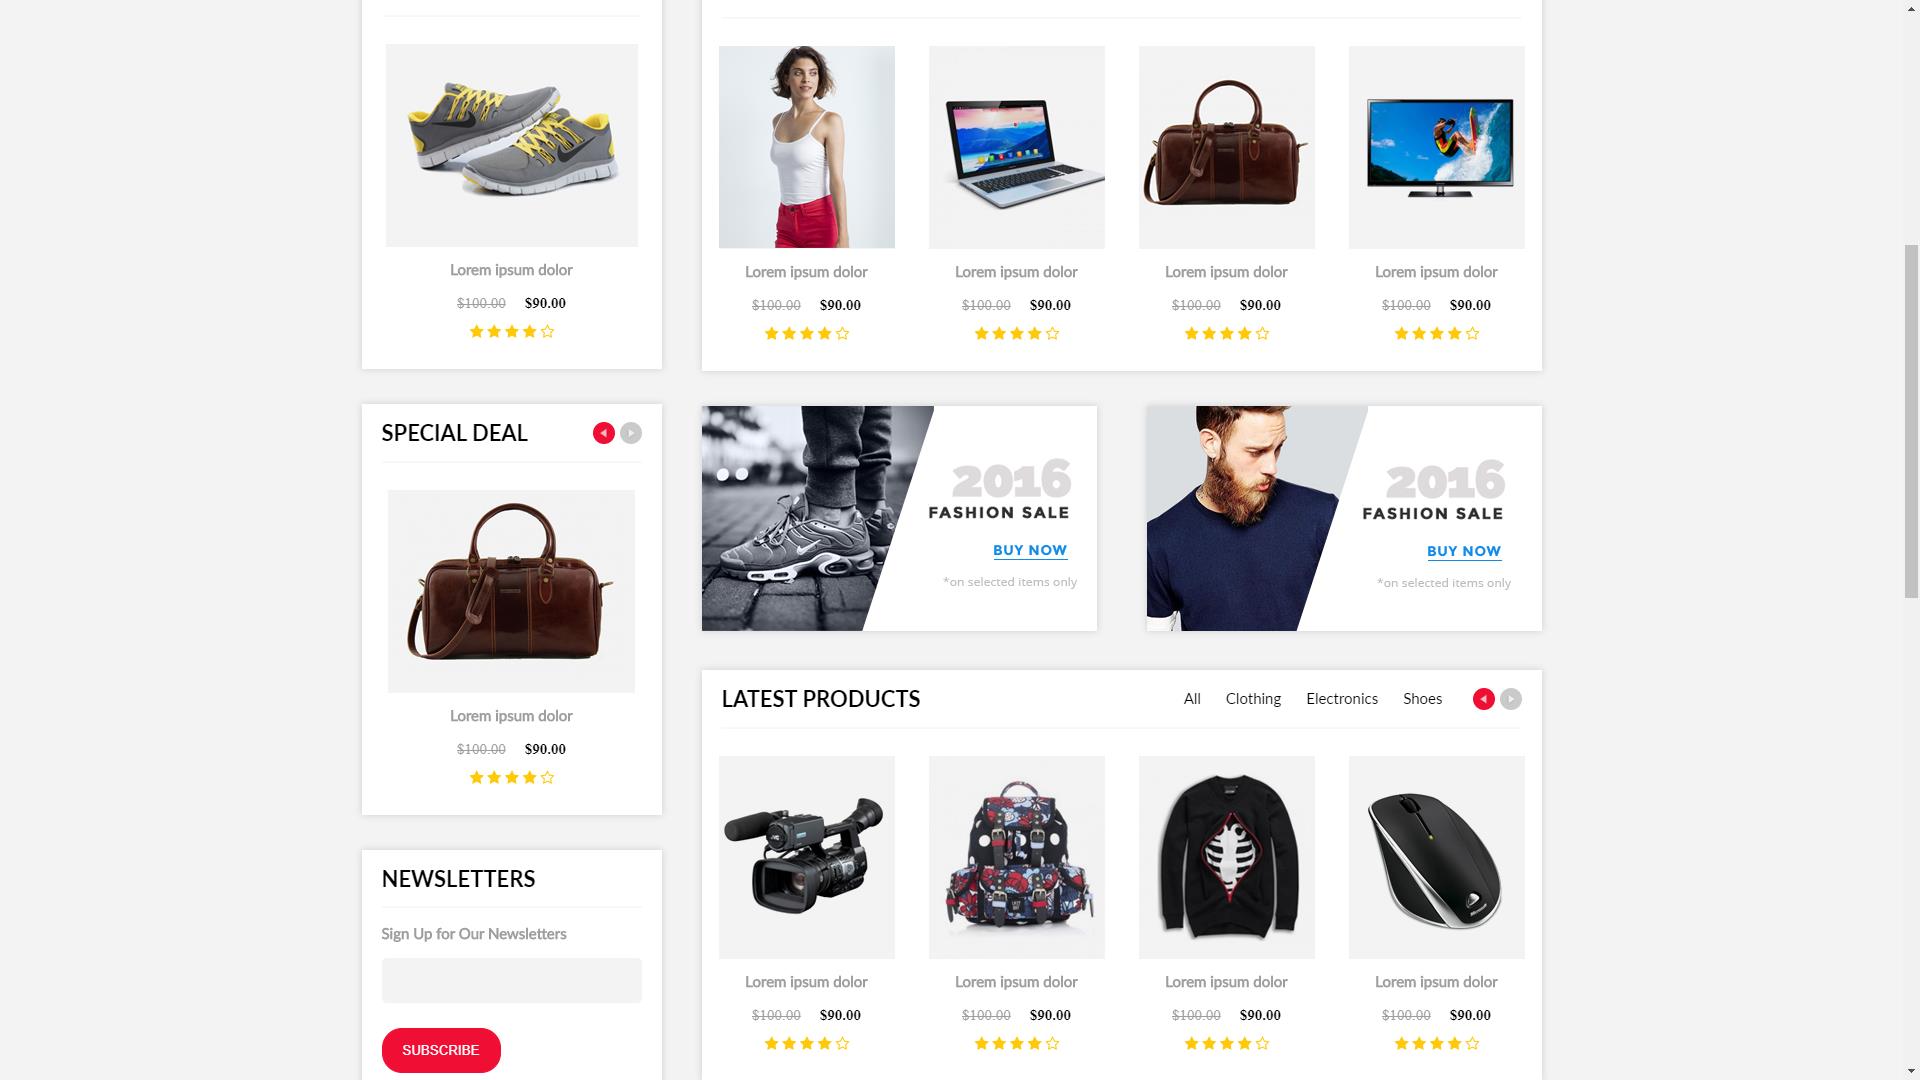 Lorem ipsum dolor
$100.00 $90.00
Lorem ipsum dolor
$100.00 $90.00
Lorem ipsum dolor
$100.00 $90.00
Lorem ipsum dolor
$100.00 $90.00
Lorem ipsum dolor
$100.00 $90.00
SPECIAL DEAL
Lorem ipsum dolor
$100.00 $90.00
NEWSLETTERS
Sign Up for Our Newsletters
SUBSCRIBE
2016
FASHION SALE
BUY NOW
*on selected items only
2016
FASHION SALE
BUY NOW
*on selected items only
LATEST PRODUCTS
All Clothing Electronics Shoes
JVC
Microsoft
Lorem ipsum dolor
$100.00 $90.00
Lorem ipsum dolor
$100.00 $90.00
Lorem ipsum dolor
$100.00 $90.00
Lorem ipsum dolor
$100.00 $90.00